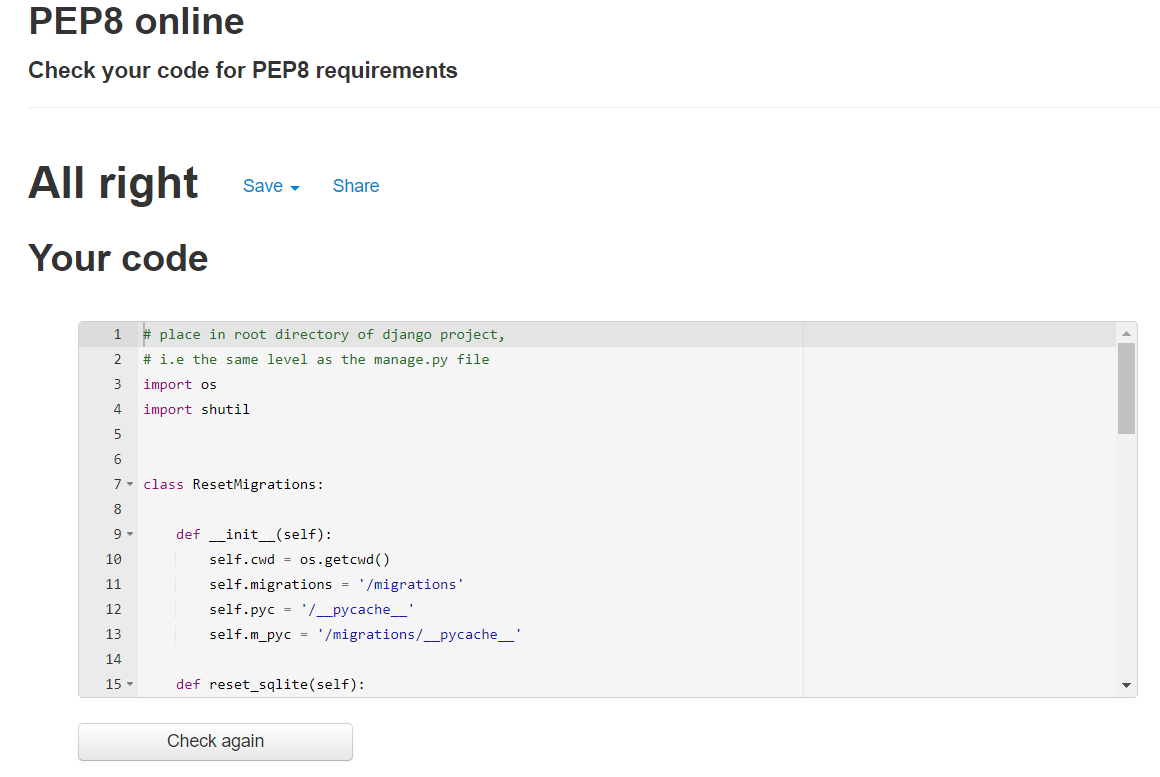 PEP8 online
Check your code for PEP8 requirements
All right Save Share
Your code
1 # place in root directory of django project,
2 # i.e the same level as the manage.py file
3 import os
4 import shutil
5
6
7 class ResetMigrations:
8
9     def __init__(self):
10         self.cwd = os.getcwd()
11         self.migrations = '/migrations'
12         self.pyc = '/__pycache__'
13         self.m_pyc = '/migrations/__pycache__'
14
15     def reset_sqlite(self):
Check again